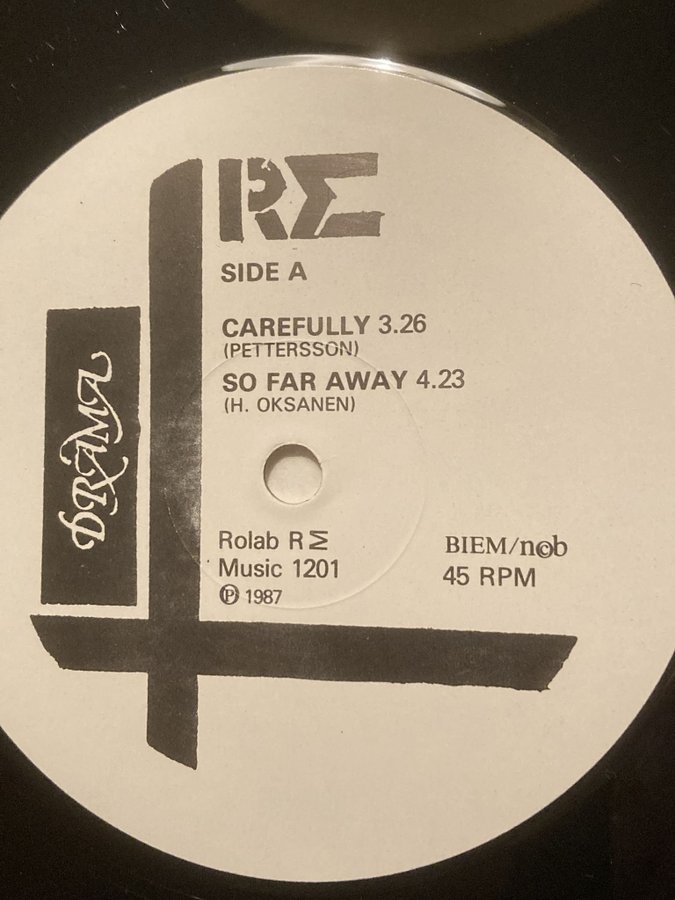 RΣ
SIDE A
CAREFULLY 3.26
(PETTERSSON)
SO FAR AWAY 4.23
(H. OKSANEN)
DRAMA
Rolab R Σ
Music 1201
Ⓟ 1987
BIEM/n©b
45 RPM